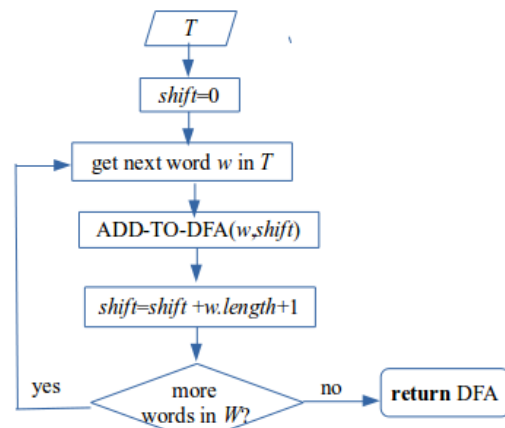 T
shift=0
get next word w in T
ADD-TO-DFA(w,shift)
shift=shift +w.length+1
yes
more
words in W?
no
return DFA